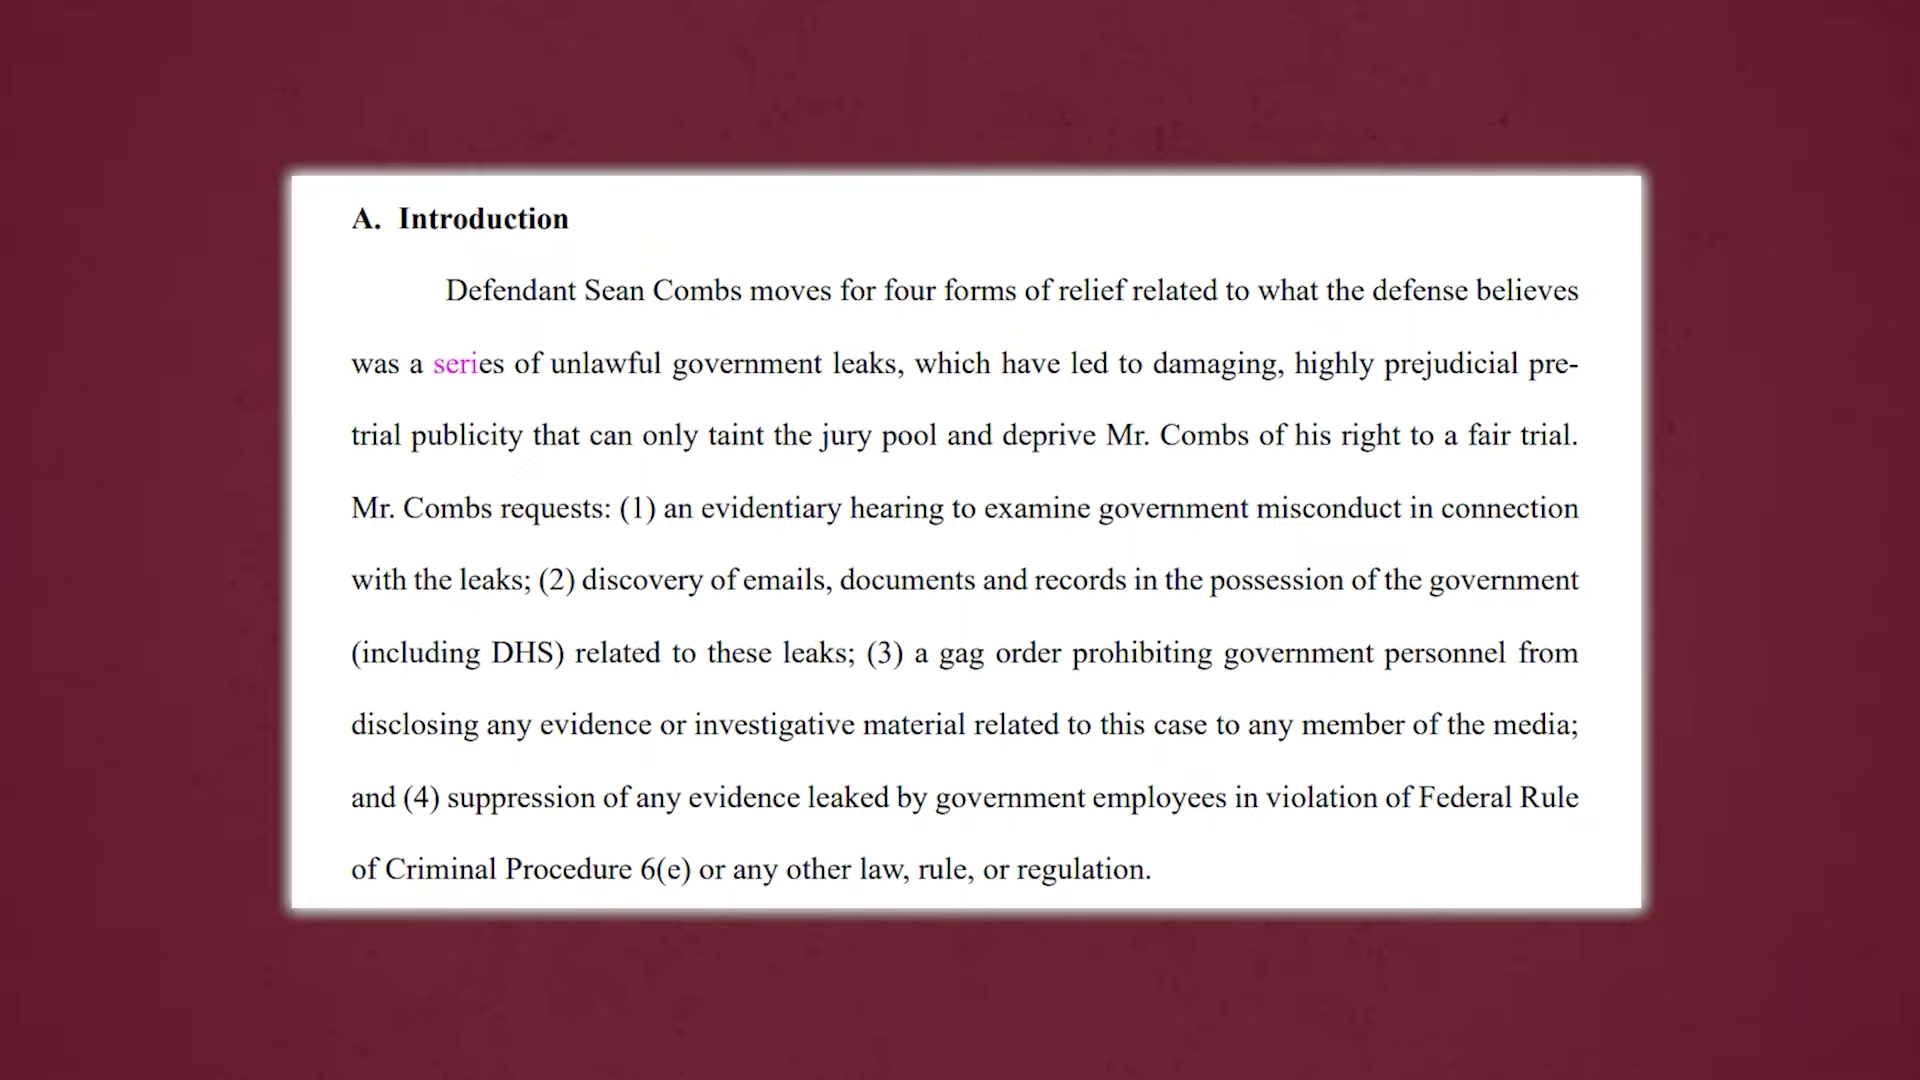 A. Introduction
Defendant Sean Combs moves for four forms of relief related to what the defense believes
was a series of unlawful government leaks, which have led to damaging, highly prejudicial pre-
trial publicity that can only taint the jury pool and deprive Mr. Combs of his right to a fair trial.
Mr. Combs requests: (1) an evidentiary hearing to examine government misconduct in connection
with the leaks; (2) discovery of emails, documents and records in the possession of the government
(including DHS) related to these leaks; (3) a gag order prohibiting government personnel from
disclosing any evidence or investigative material related to this case to any member of the media;
and (4) suppression of any evidence leaked by government employees in violation of Federal Rule
of Criminal Procedure 6(e) or any other law, rule, or regulation.